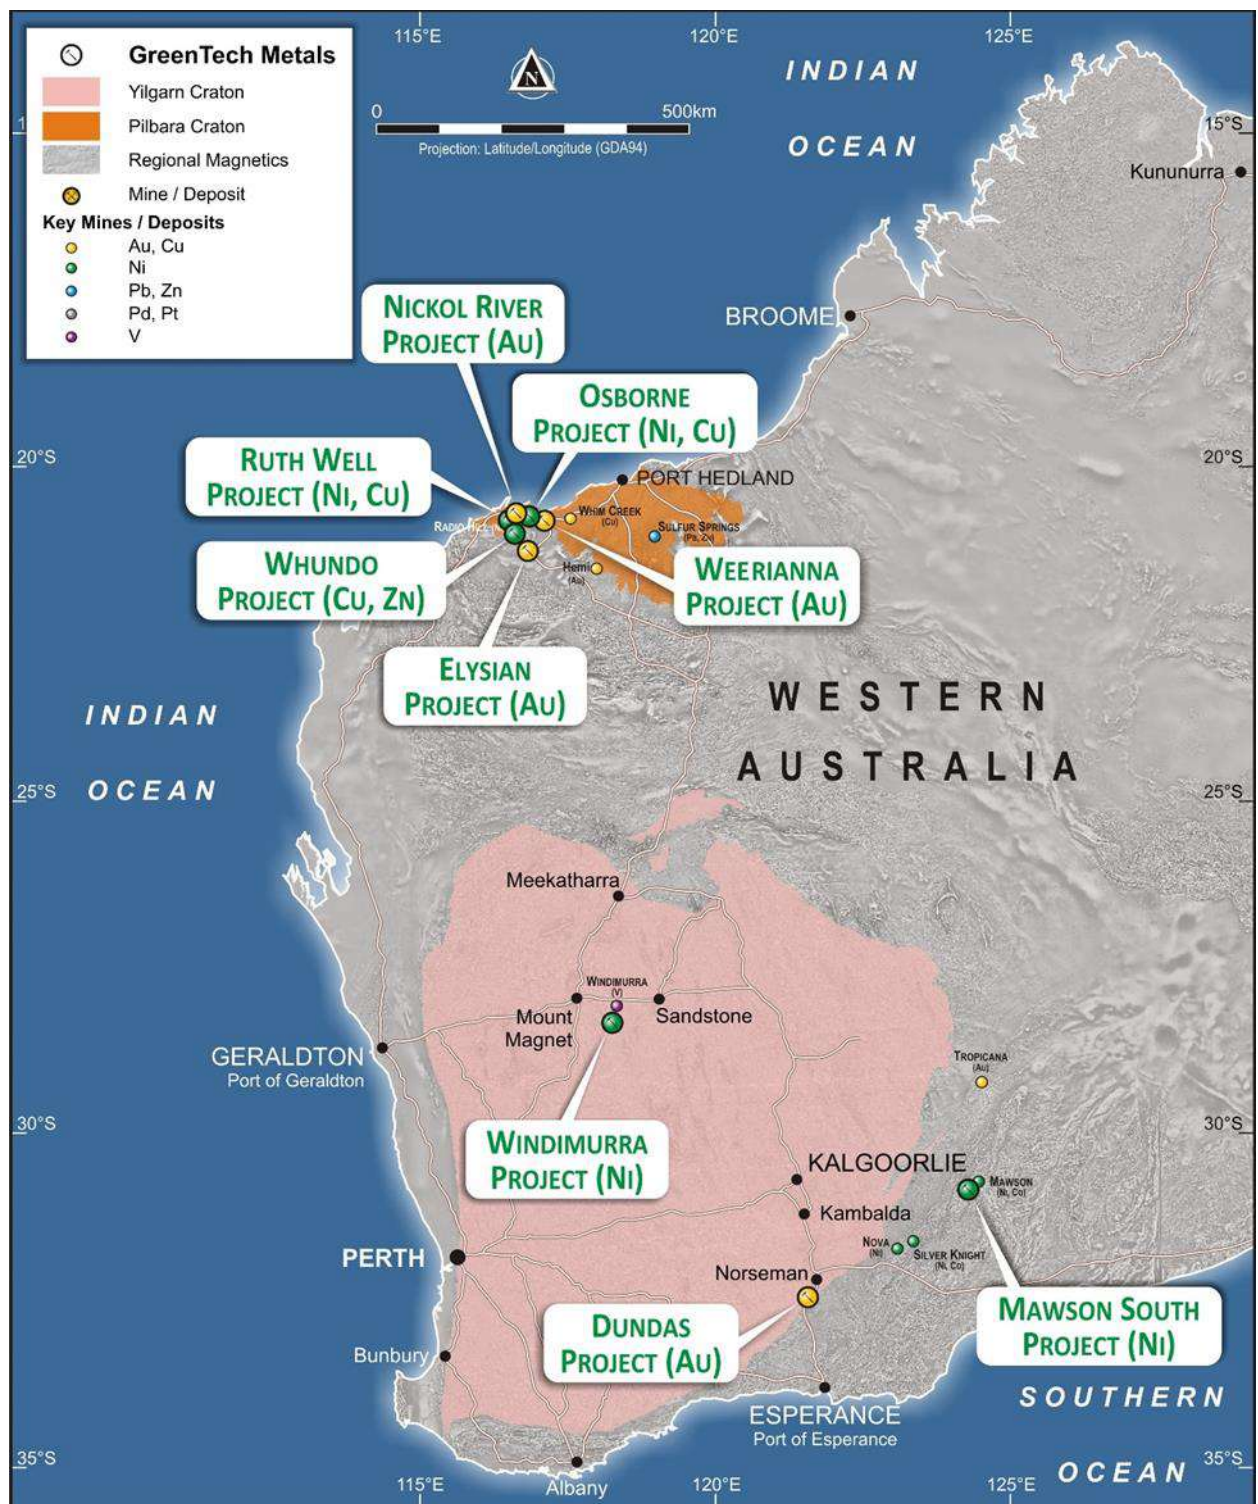 115°E
120°E
125°E
GreenTech Metals
Yilgarn Craton
Pilbara Craton
Regional Magnetics
Mine / Deposit
Key Mines / Deposits
Au, Cu
Ni
Pb, Zn
Pd, Pt
V
N
0
500km
Projection: Latitude/Longitude (GDA94)
INDIAN
OCEAN
15°S
Kununurra
BROOME
NICKOL RIVER
PROJECT (AU)
OSBORNE
PROJECT (NI, CU)
20°S
RUTH WELL
PROJECT (NI, CU)
20°S
PORT HEDLAND
WHIM CREEK
(Cu)
SULFUR SPRINGS
(Pb, Zn)
RADIO HILL
Hemi
(Au)
WHUNDO
PROJECT (CU, ZN)
WEERIANNA
PROJECT (AU)
ELYSIAN
PROJECT (AU)
WESTERN
AUSTRALIA
INDIAN
OCEAN
25°S
25°S
Meekatharra
WINDIMURRA
(V)
Mount
Magnet
Sandstone
GERALDTON
Port of Geraldton
TROPICANA
(Au)
30°S
30°S
WINDIMURRA
PROJECT (NI)
KALGOORLIE
MAWSON
(Ni, Co)
Kambalda
NOVA
(Ni)
SILVER KNIGHT
(Ni, Co)
PERTH
Norseman
DUNDAS
PROJECT (AU)
MAWSON SOUTH
PROJECT (NI)
Bunbury
ESPERANCE
Port of Esperance
SOUTHERN
OCEAN
35°S
35°S
Albany
115°E
120°E
125°E